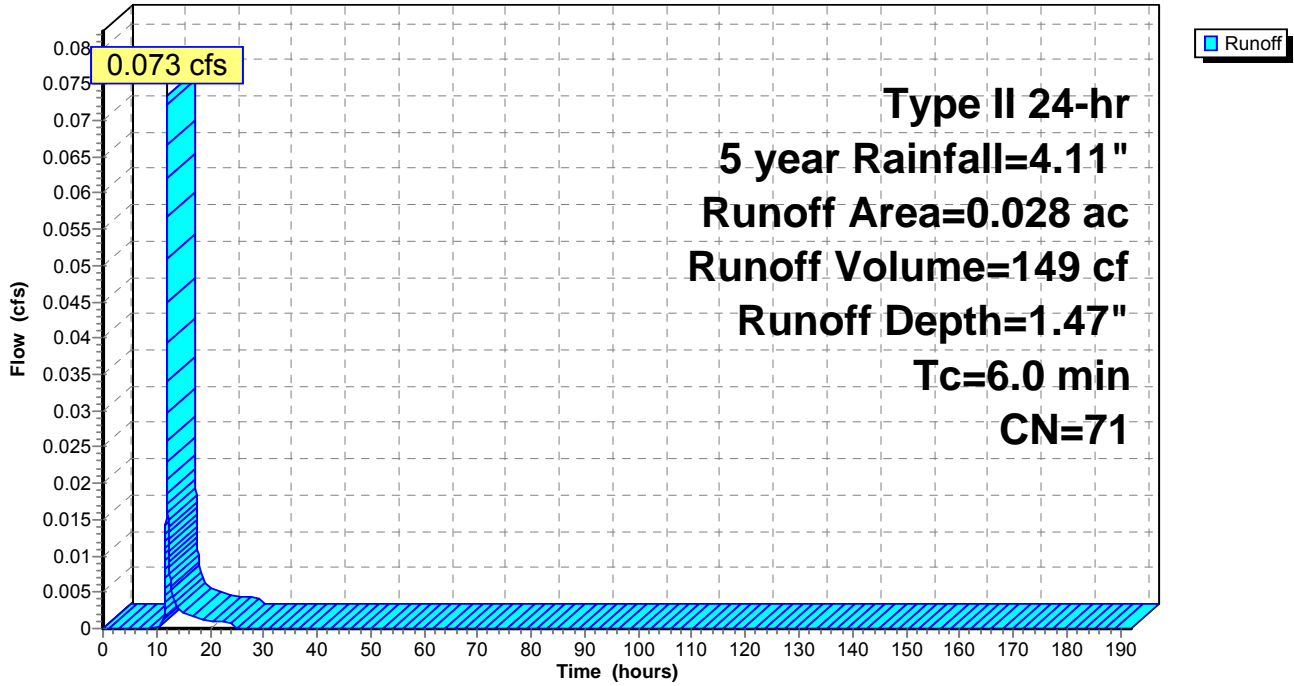 Runoff
0.073 cfs
Type II 24-hr
5 year Rainfall=4.11"
Runoff Area=0.028 ac
Runoff Volume=149 cf
Runoff Depth=1.47"
Tc=6.0 min
CN=71
Flow (cfs)
0.08
0.075
0.07
0.065
0.06
0.055
0.05
0.045
0.04
0.035
0.03
0.025
0.02
0.015
0.01
0.005
0
0 10 20 30 40 50 60 70 80 90 100 110 120 130 140 150 160 170 180 190
Time (hours)